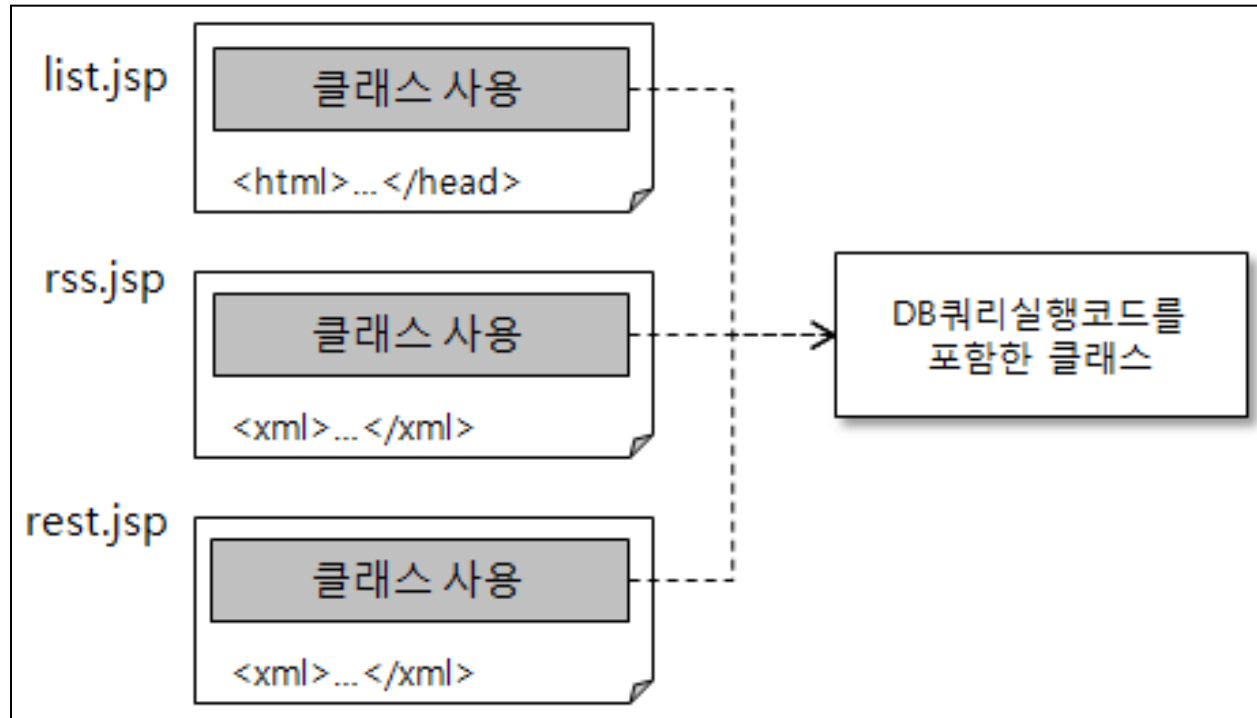 list.jsp
클래스 사용
<html>...</head>
rss.jsp
클래스 사용
<xml>...</xml>
rest.jsp
클래스 사용
<xml>...</xml>
DB쿼리실행코드를
포함한 클래스